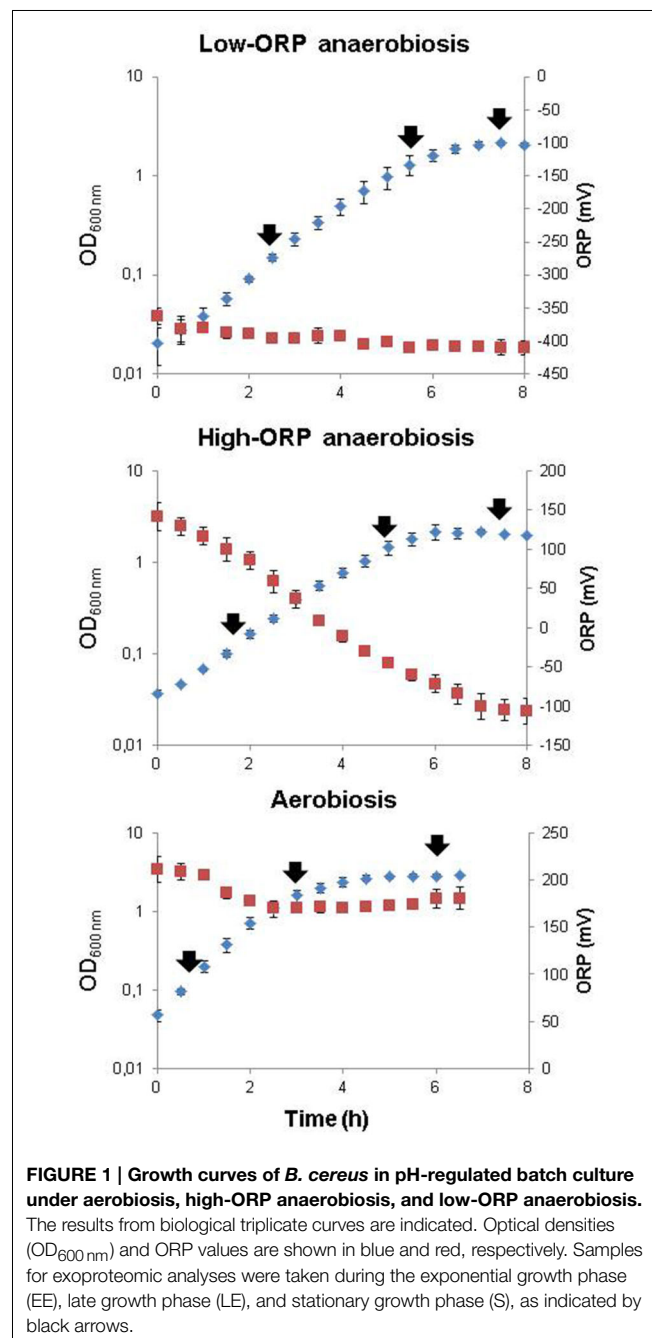 Low-ORP anaerobiosis
10
1
0,1
0,01
OD600 nm
0
-50
-100
-150
-200
-250
-300
-350
-400
-450
ORP (mV)
0 2 4 6 8
High-ORP anaerobiosis
10
1
0,1
0,01
OD600 nm
200
150
100
50
0
-50
-100
-150
ORP (mV)
0 2 4 6 8
Aerobiosis
10
1
0,1
0,01
OD600 nm
250
200
150
100
50
0
ORP (mV)
0 2 4 6 8
Time (h)
FIGURE 1 | Growth curves of B. cereus in pH-regulated batch culture
under aerobiosis, high-ORP anaerobiosis, and low-ORP anaerobiosis.
The results from biological triplicate curves are indicated. Optical densities
(OD600 nm) and ORP values are shown in blue and red, respectively. Samples
for exoproteomic analyses were taken during the exponential growth phase
(EE), late growth phase (LE), and stationary growth phase (S), as indicated by
black arrows.